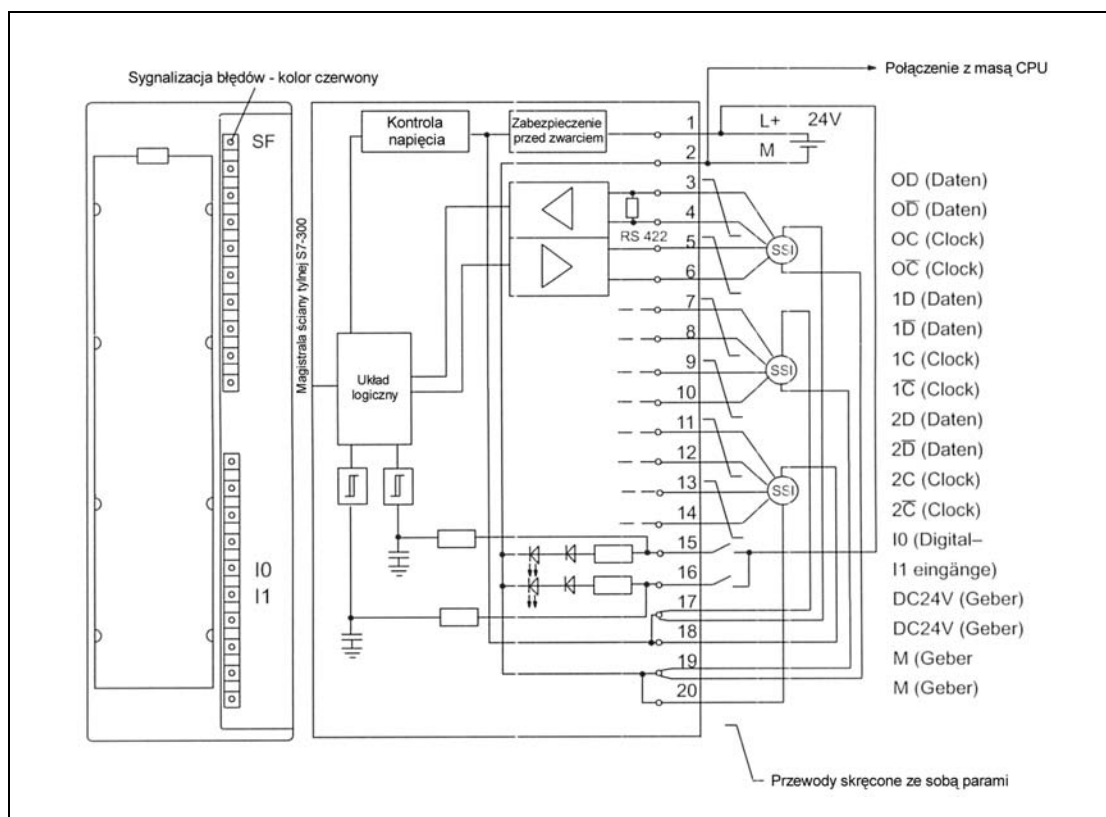 Połączenie z masą CPU
Sygnalizacja błędów - kolor czerwony
SF
I0
I1
Magistrala ściany tylnej S7-300
Kontrola
napięcia
Zabezpieczenie
przed zwarciem
RS 422
Układ
logiczny
1
2
3
4
5
6
7
8
9
10
11
12
13
14
15
16
17
18
19
20
L+
24V
M
SSI
SSI
SSI
OD (Daten)
OD̅ (Daten)
OC (Clock)
OC̅ (Clock)
1D (Daten)
1D̅ (Daten)
1C (Clock)
1C̅ (Clock)
2D (Daten)
2D̅ (Daten)
2C (Clock)
2C̅ (Clock)
I0 (Digital–
I1 eingänge)
DC24V (Geber)
DC24V (Geber)
M (Geber
M (Geber)
Przewody skręcone ze sobą parami